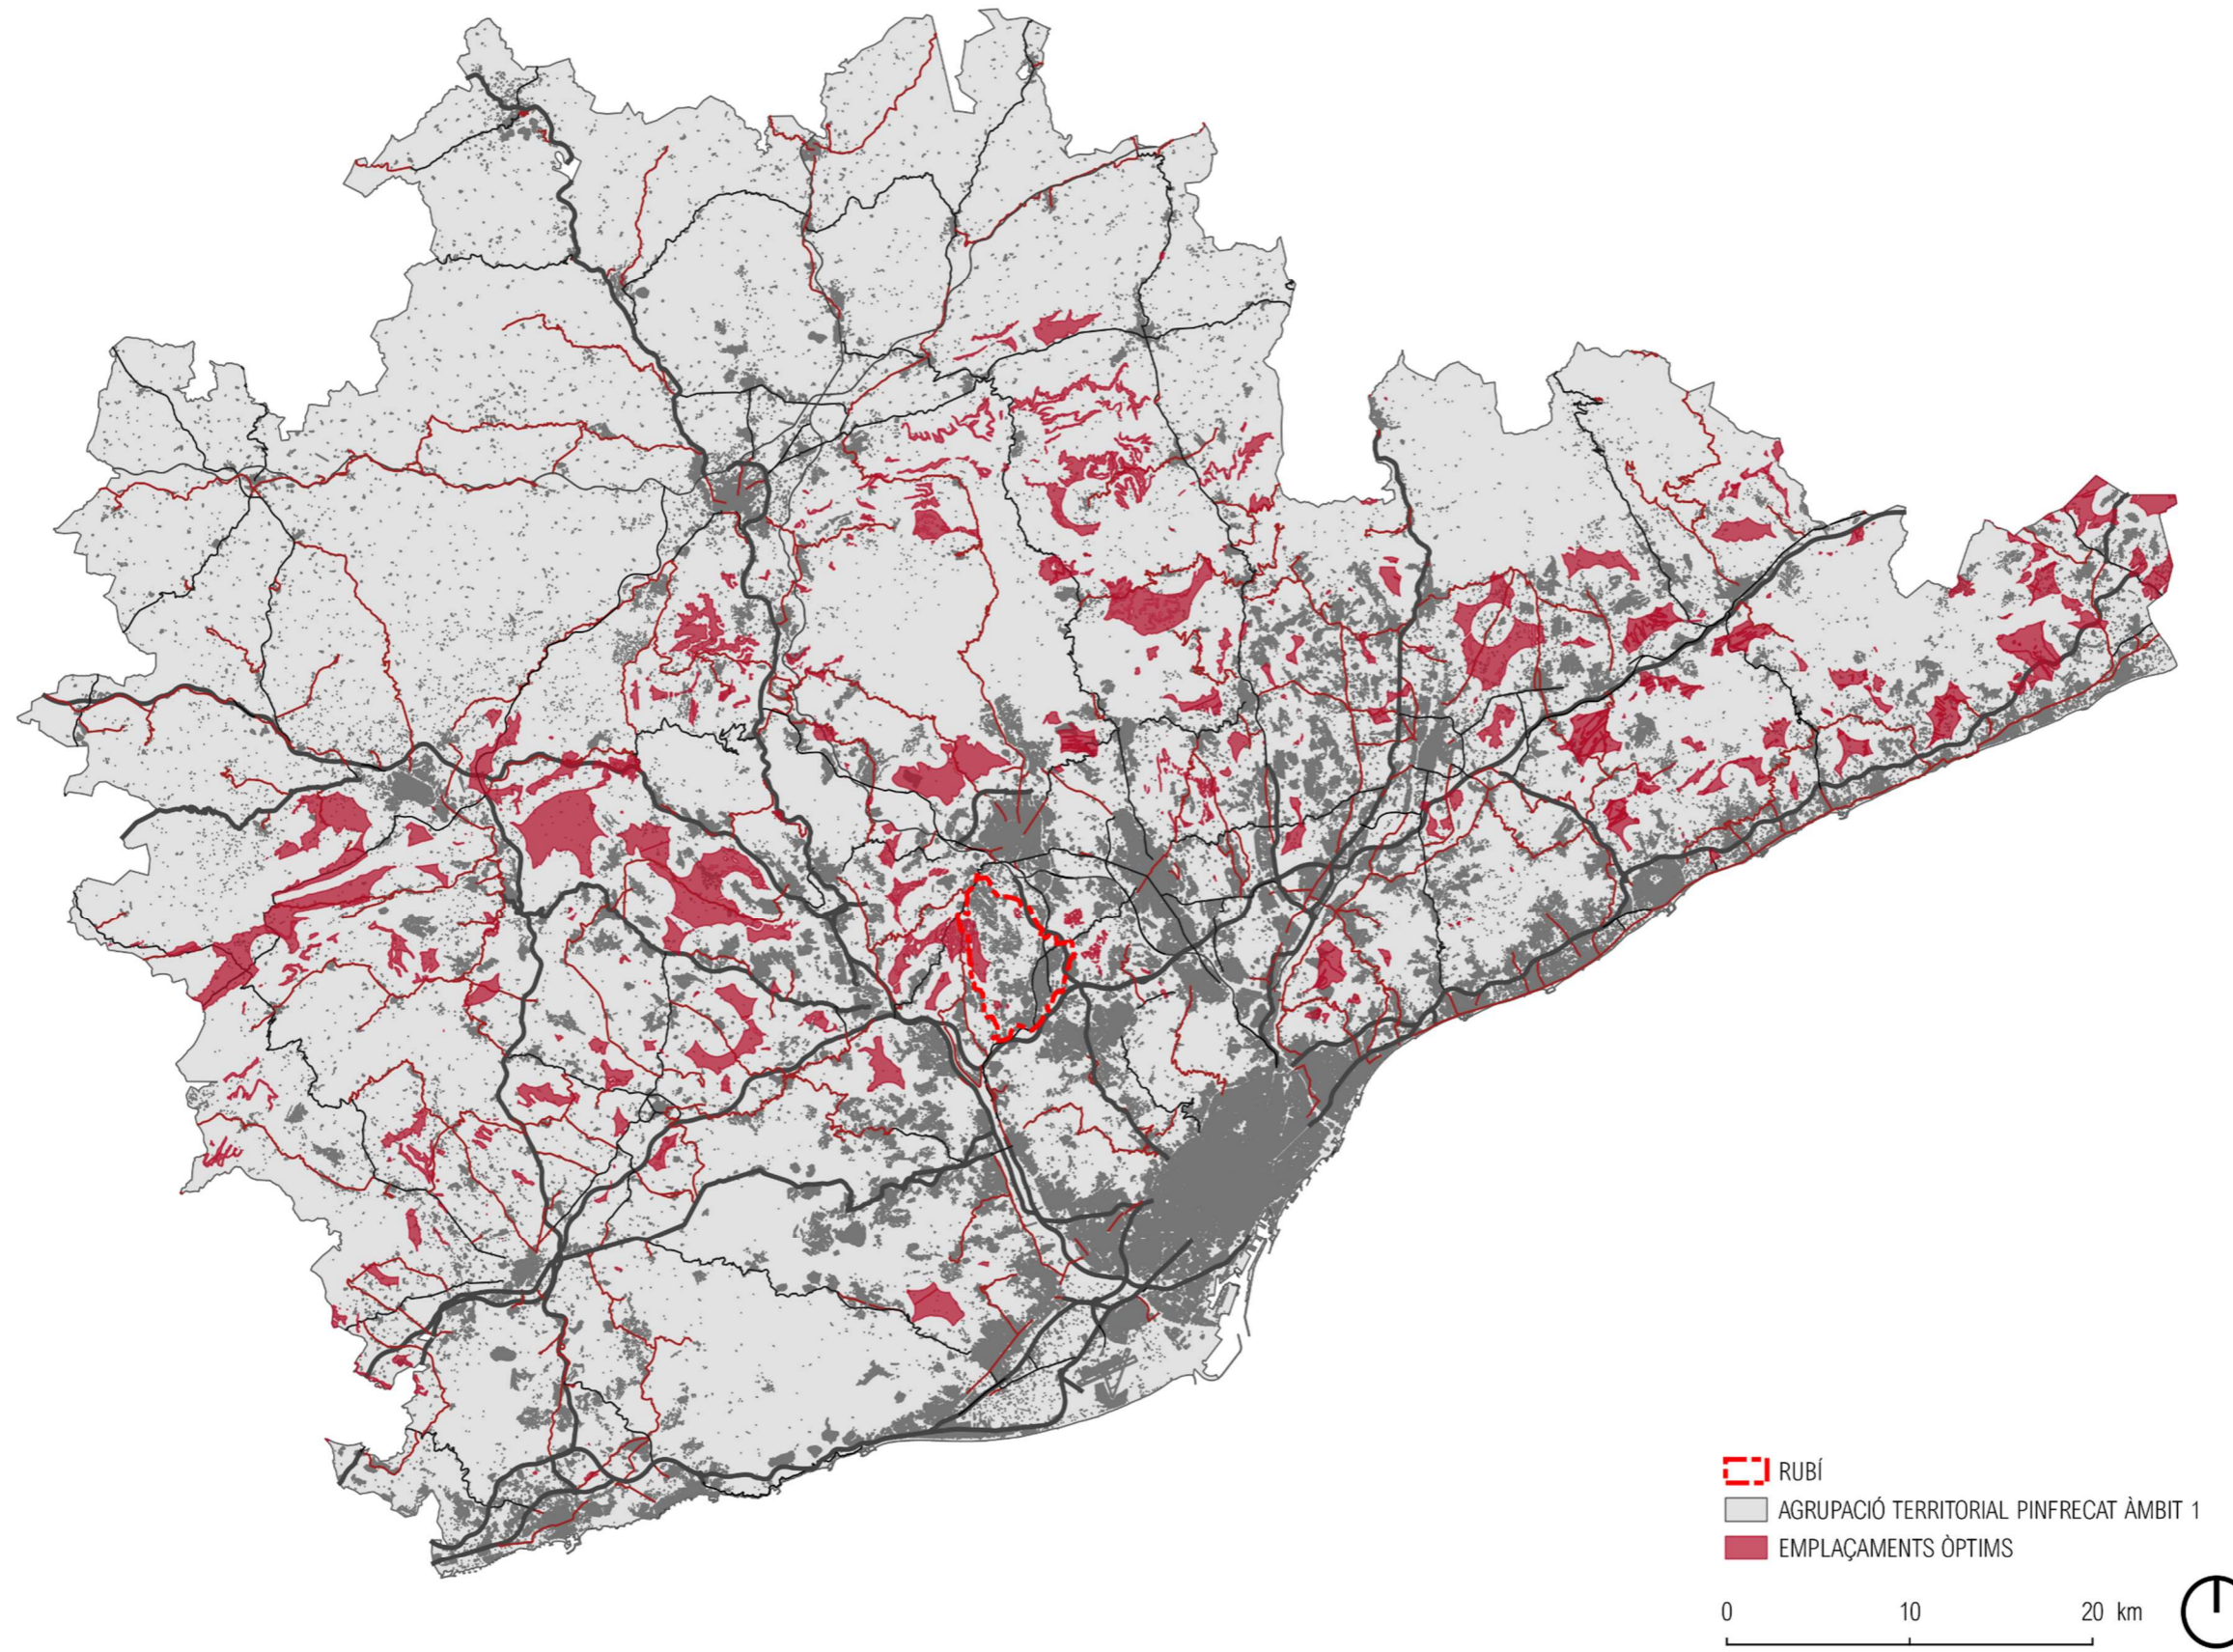 RUBÍ
AGRUPACIÓ TERRITORIAL PINFRECAT ÀMBIT 1
EMPLAÇAMENTS ÒPTIMS
0 10 20 km